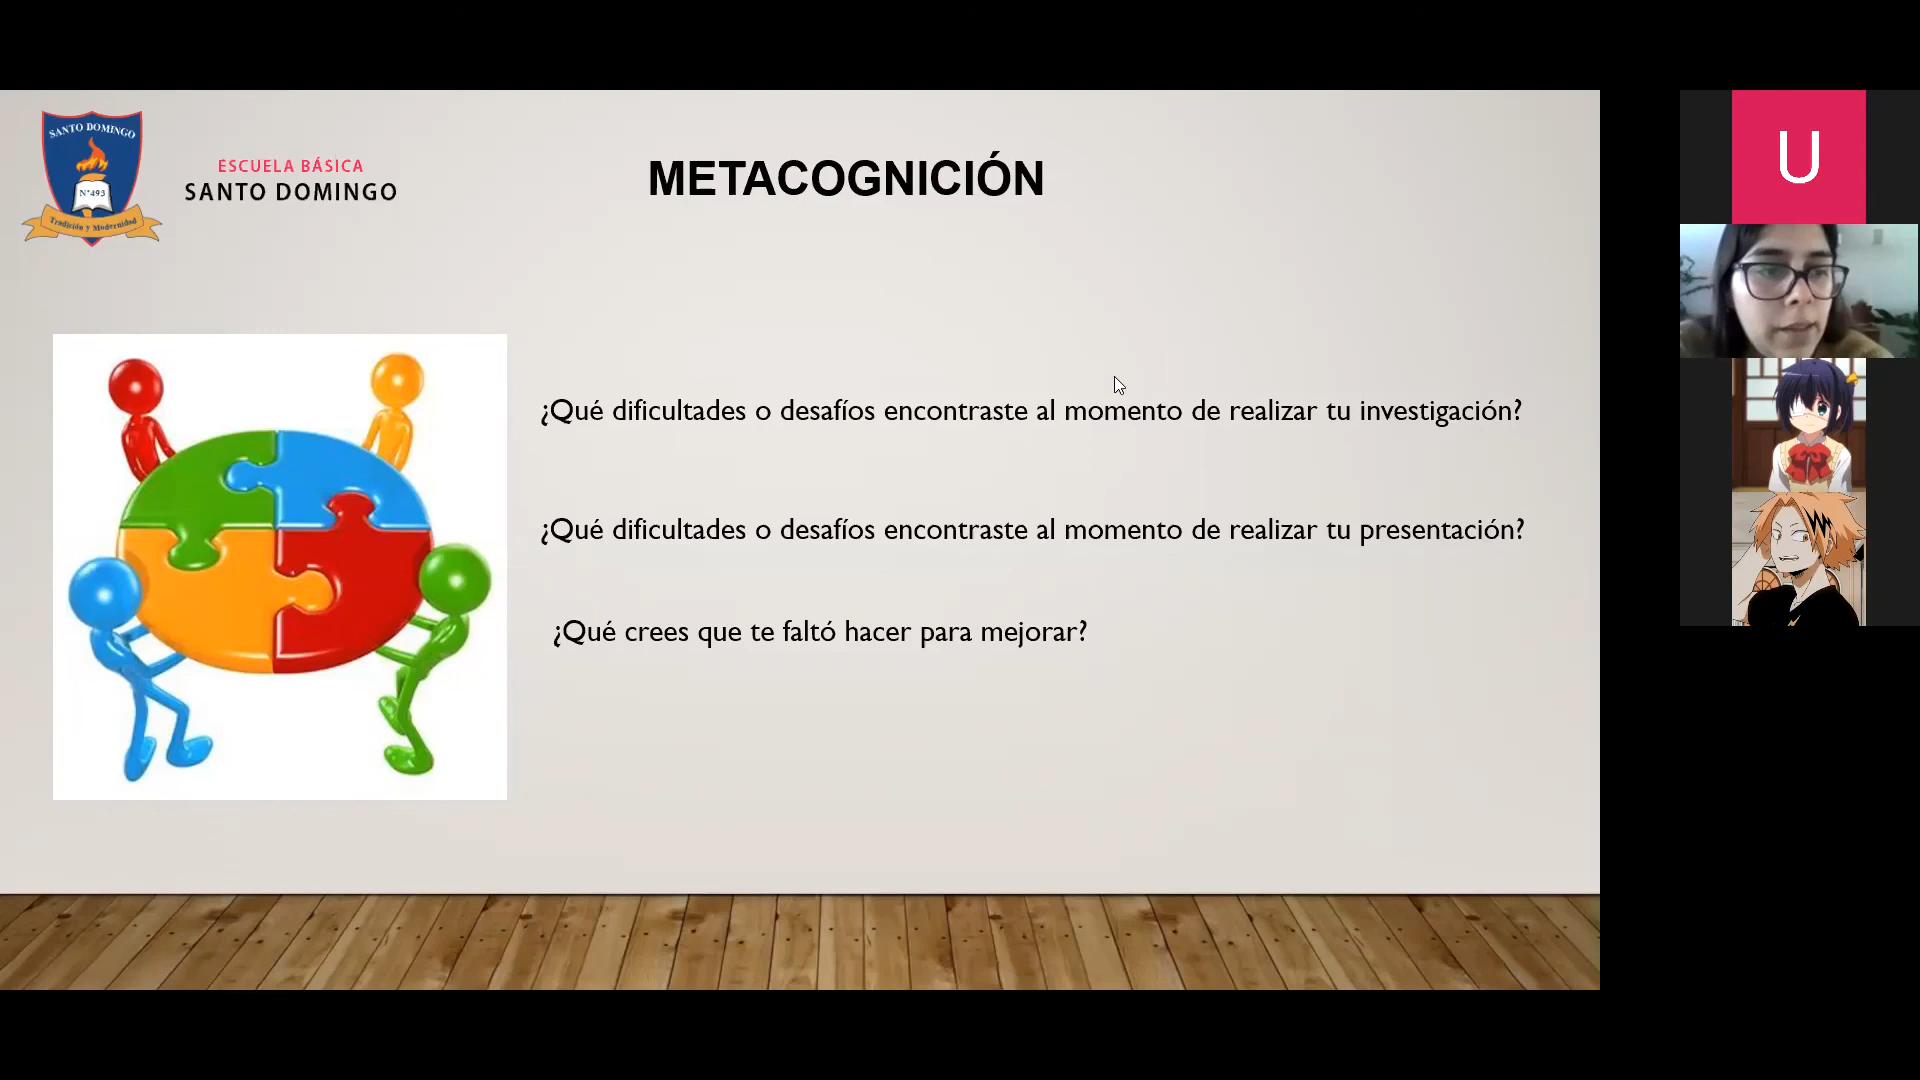 SANTO DOMINGO
N°493
Tradición y Modernidad
ESCUELA BÁSICA
SANTO DOMINGO
METACOGNICIÓN
¿Qué dificultades o desafíos encontraste al momento de realizar tu investigación?
¿Qué dificultades o desafíos encontraste al momento de realizar tu presentación?
¿Qué crees que te faltó hacer para mejorar?
U